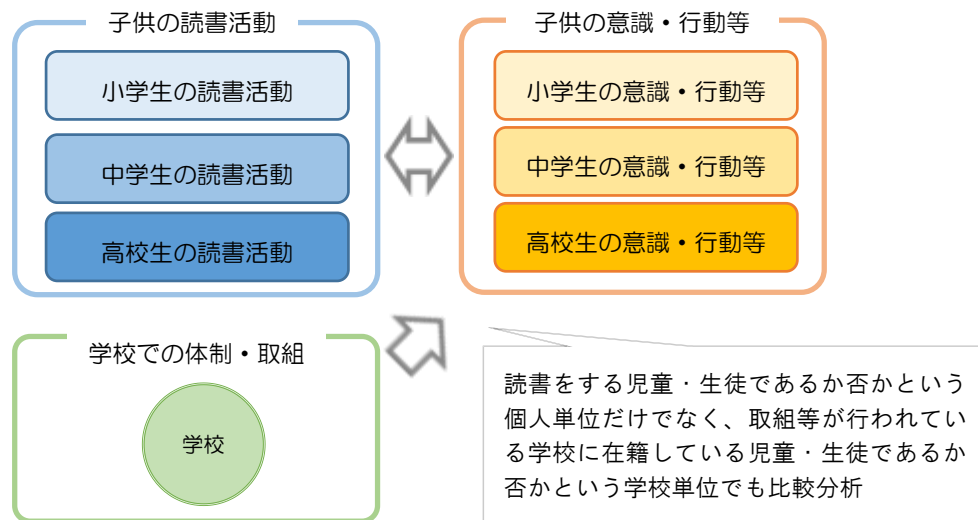 子供の読書活動
小学生の読書活動
中学生の読書活動
高校生の読書活動
子供の意識・行動等
小学生の意識・行動等
中学生の意識・行動等
高校生の意識・行動等
学校での体制・取組
学校
読書をする児童・生徒であるか否かという
個人単位だけでなく、取組等が行われてい
る学校に在籍している児童・生徒であるか
否かという学校単位でも比較分析